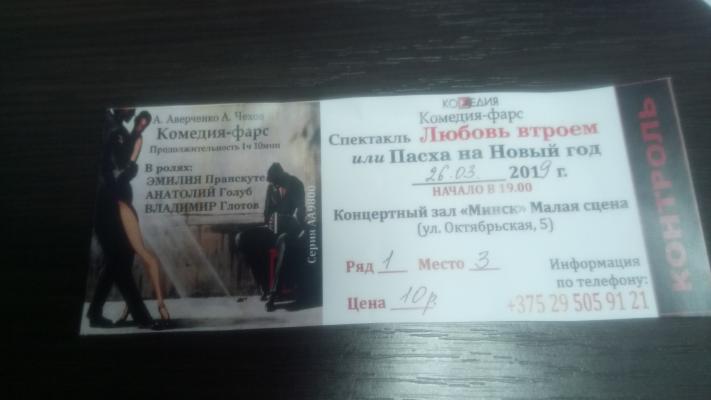 А. Аверченко А. Чехов
Комедия-фарс
Продолжительность 1ч 10мин
В ролях:
ЭМИЛИЯ Пранскуте
АНАТОЛИЙ Голуб
ВЛАДИМИР Глотов
Серия АА9800
КОМЕДИЯ
Комедия-фарс
Спектакль Любовь втроем
или Пасха на Новый год
26.03. 2019 г.
НАЧАЛО В 19.00
Концертный зал «Минск» Малая сцена
(ул. Октябрьская, 5)
Ряд 1 Место 3
Цена 10р.
Информация
по телефону:
+375 29 505 91 21
КОНТРОЛЬ